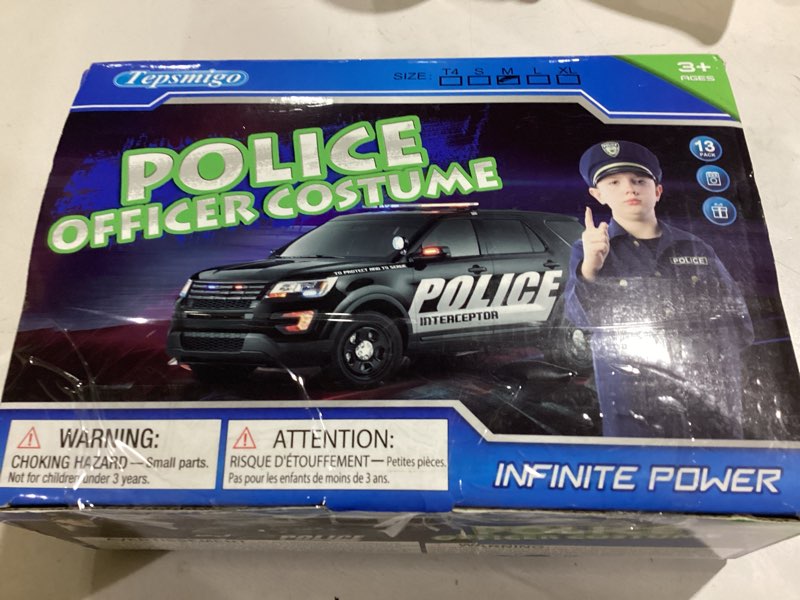 Tepsmigo
SIZE: T4 S M L XL
3+
AGES
POLICE
OFFICER COSTUME
13
PACK
POLICE
TO PROTECT AND TO SERVE
POLICE
INTERCEPTOR
WARNING:
CHOKING HAZARD — Small parts.
Not for children under 3 years.
ATTENTION:
RISQUE D'ÉTOUFFEMENT — Petites pièces.
Pas pour les enfants de moins de 3 ans.
INFINITE POWER
POLICE